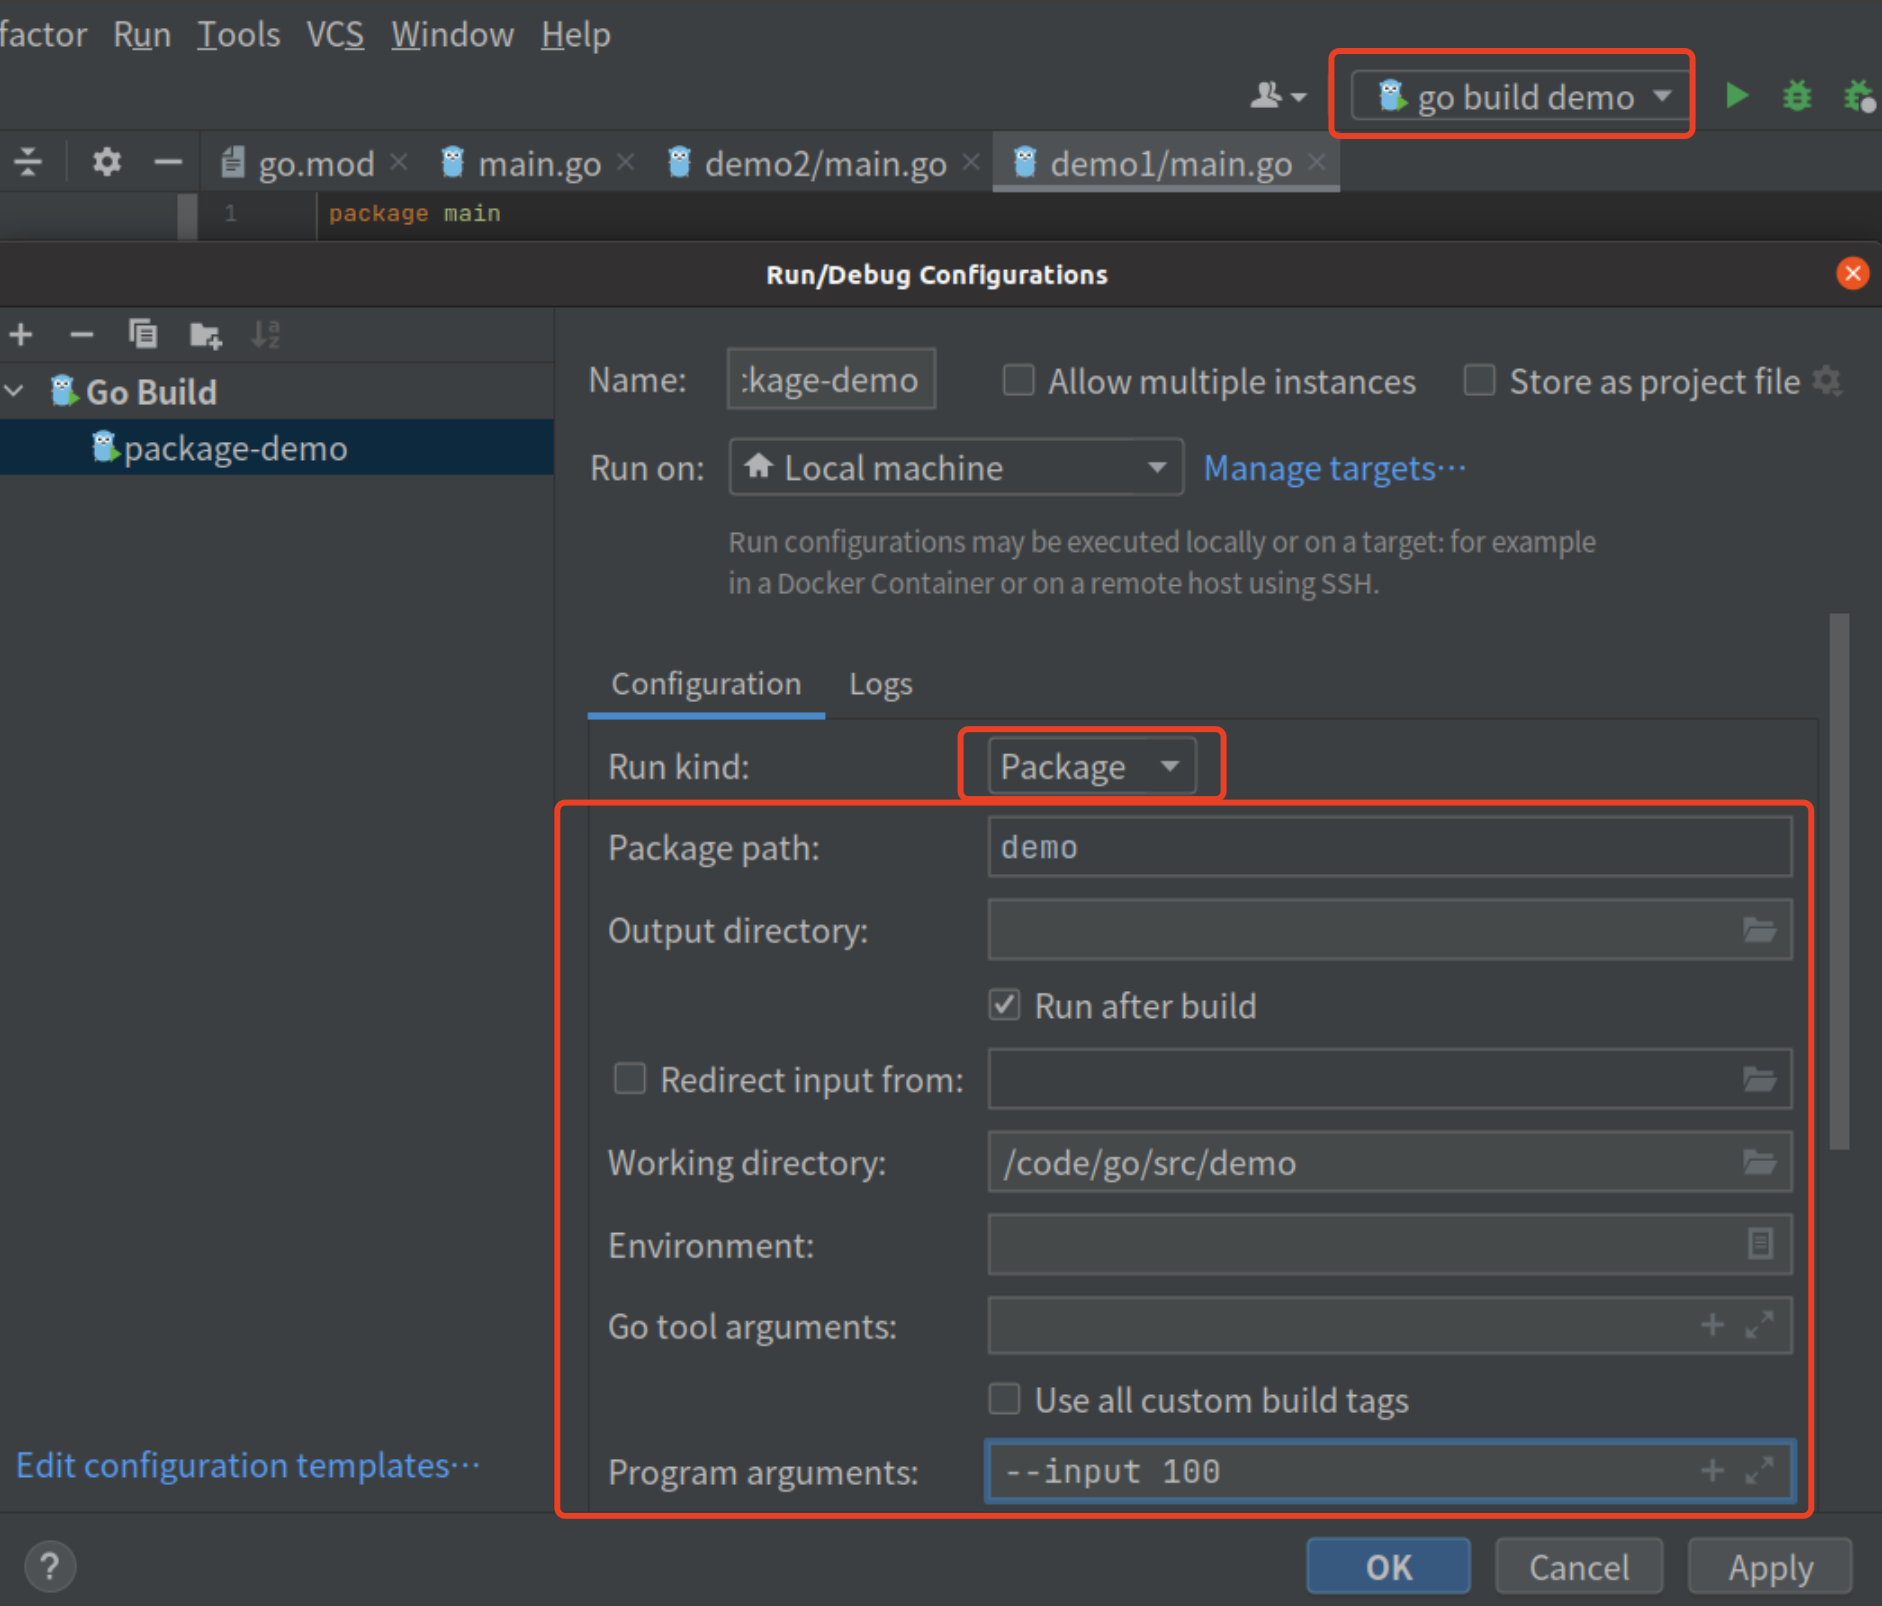 factor Run Tools VCS Window Help
go build demo
go.mod main.go demo2/main.go demo1/main.go
1 package main
Run/Debug Configurations
Go Build
package-demo
Name: kage-demo Allow multiple instances Store as project file
Run on: Local machine Manage targets...
Run configurations may be executed locally or on a target: for example
in a Docker Container or on a remote host using SSH.
Configuration Logs
Run kind: Package
Package path: demo
Output directory:
Run after build
Redirect input from:
Working directory: /code/go/src/demo
Environment:
Go tool arguments:
Use all custom build tags
Program arguments: --input 100
Edit configuration templates...
? OK Cancel Apply